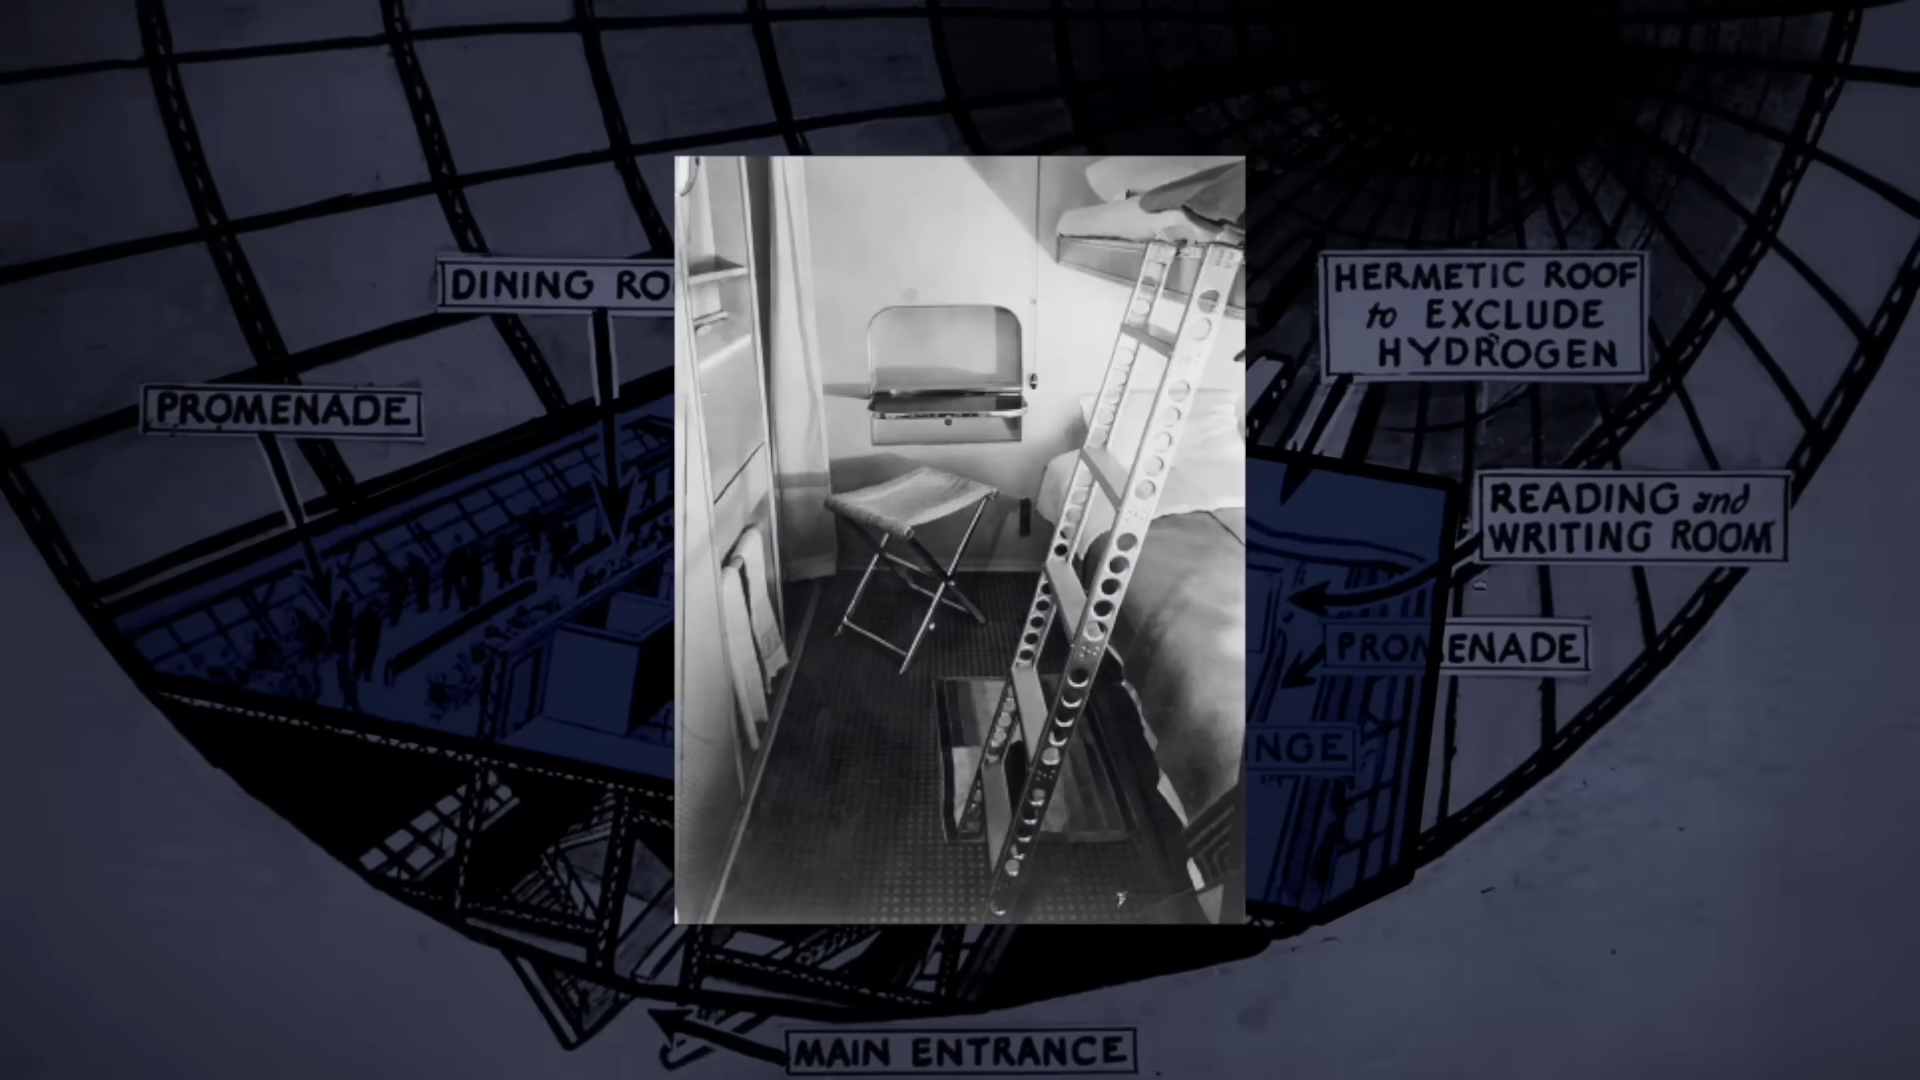 DINING RO
HERMETIC ROOF
to EXCLUDE
HYDROGEN
PROMENADE
READING and
WRITING ROOM
PROMENADE
NGE
MAIN ENTRANCE